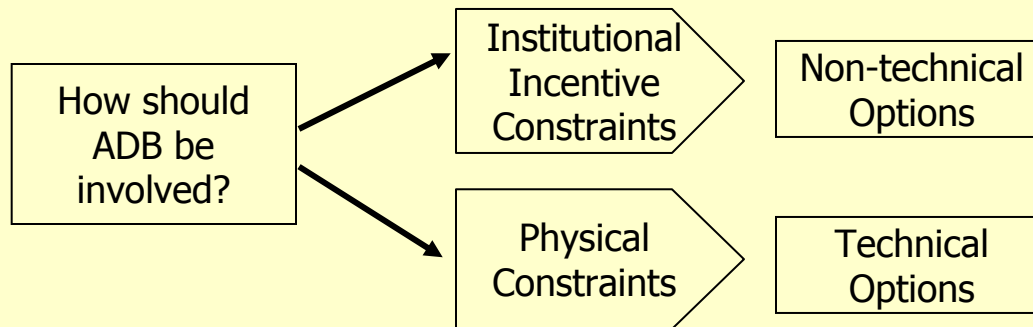 How should
ADB be
involved?
Institutional
Incentive
Constraints
Non-technical
Options
Physical
Constraints
Technical
Options